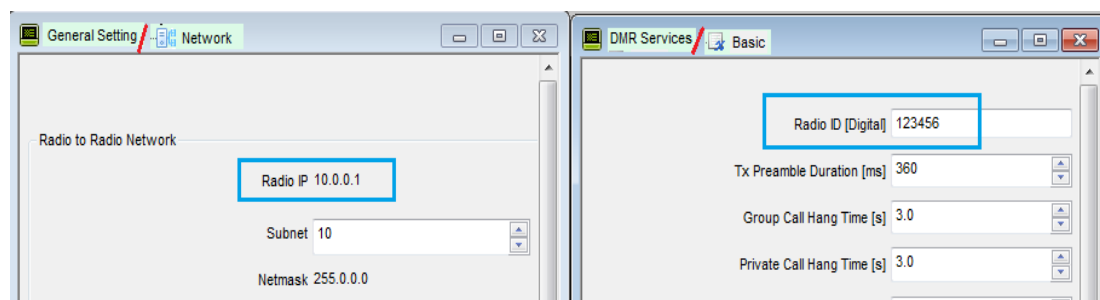 General Setting Network
Radio to Radio Network
Radio IP 10.0.0.1
Subnet 10
Netmask 255.0.0.0
DMR Services Basic
Radio ID [Digital] 123456
Tx Preamble Duration [ms] 360
Group Call Hang Time [s] 3.0
Private Call Hang Time [s] 3.0